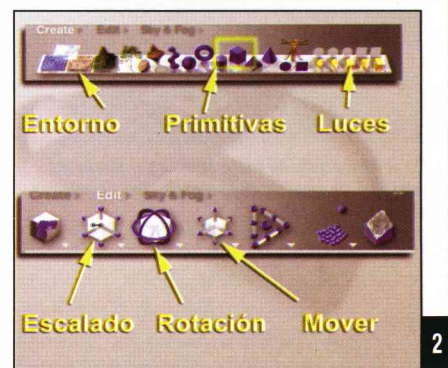 Create Edit Sky & Fog
Entorno Primitivas Luces
Create Edit Sky & Fog
Escalado Rotación Mover
2